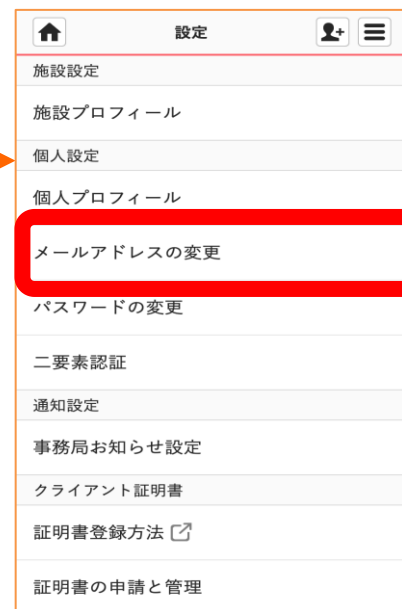 設定
施設設定
施設プロフィール
個人設定
個人プロフィール
メールアドレスの変更
パスワードの変更
二要素認証
通知設定
事務局お知らせ設定
クライアント証明書
証明書登録方法
証明書の申請と管理